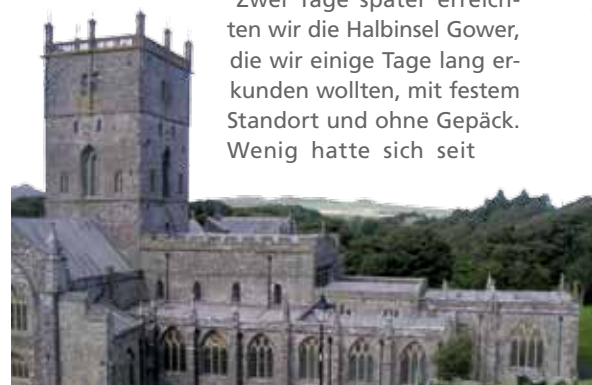 Zwei Tage später erreich-
ten wir die Halbinsel Gower,
die wir einige Tage lang er-
kunden wollten, mit festem
Standort und ohne Gepäck.
Wenig hatte sich seit